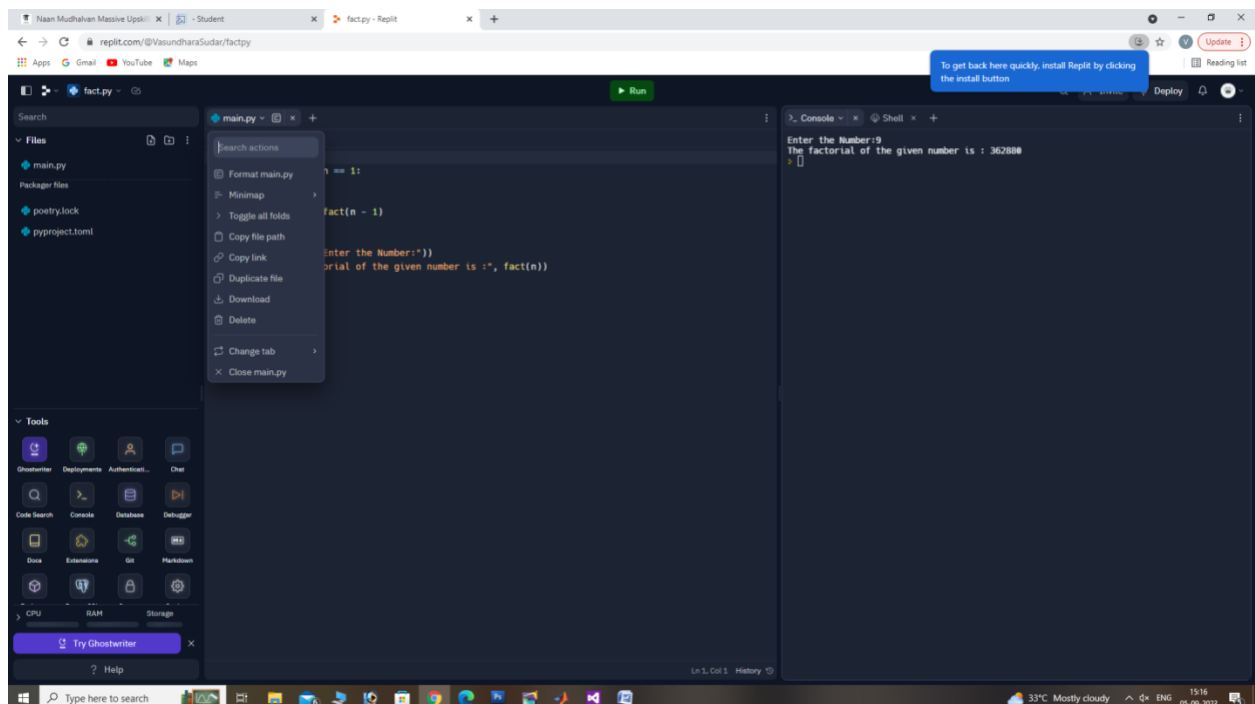 Naan Mudhalvan Massive Upskill
- Student
fact.py - Replit
replit.com/@VasundharaSudar/factpy
Update
Apps
Gmail
YouTube
Maps
Reading list
To get back here quickly, install Replit by clicking
the install button
fact.py
Run
Invite
Deploy
Search
Files
main.py
Packager files
poetry.lock
pyproject.toml
main.py
Search actions
Format main.py
Minimap
Toggle all folds
Copy file path
Copy link
Duplicate file
Download
Delete
Change tab
Close main.py
n == 1:
fact(n - 1)
Enter the Number:"))
orial of the given number is :", fact(n))
Console
Shell
Enter the Number:9
The factorial of the given number is : 362880
Tools
Ghostwriter
Deployments
Authenticati...
Chat
Code Search
Console
Database
Debugger
Docs
Extensions
Git
Markdown
CPU
RAM
Storage
Try Ghostwriter
? Help
Ln 1, Col 1
History
Type here to search
33°C Mostly cloudy
ENG
15:16